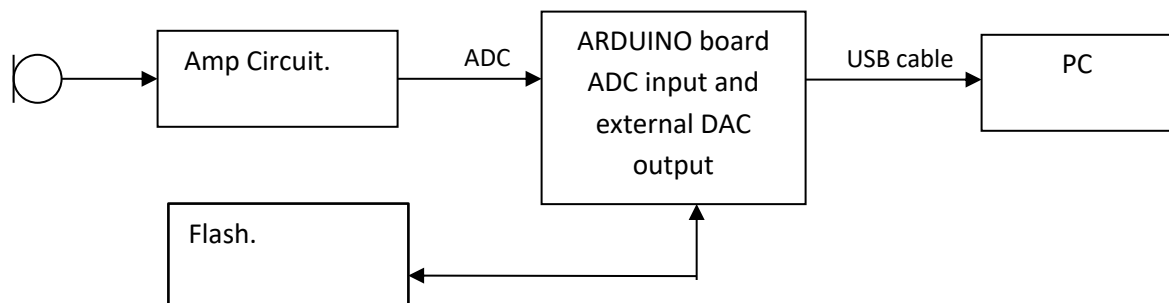 Amp Circuit.
ADC
ARDUINO board
ADC input and
external DAC
output
USB cable
PC
Flash.